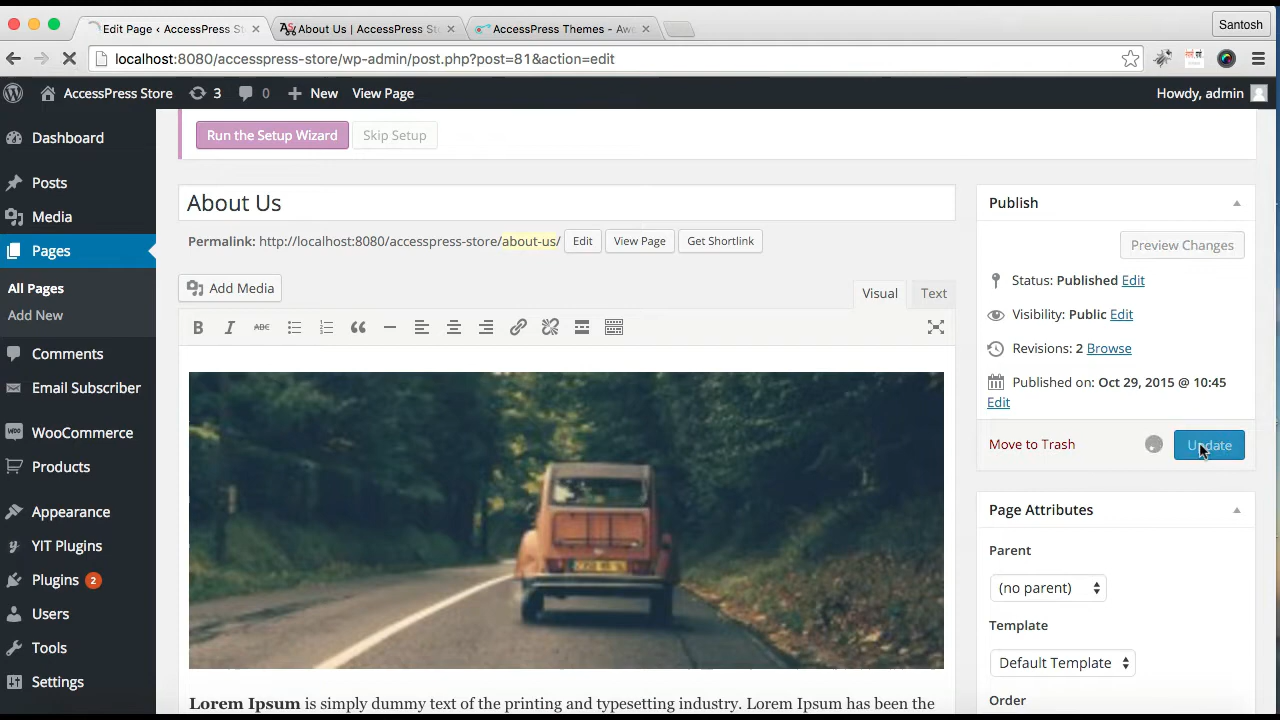 Edit Page ‹ AccessPress St
About Us | AccessPress St
AccessPress Themes - Aw
Santosh
localhost:8080/accesspress-store/wp-admin/post.php?post=81&action=edit
AccessPress Store
3
0
New
View Page
Howdy, admin
Dashboard
Posts
Media
Pages
All Pages
Add New
Comments
Email Subscriber
WooCommerce
Products
Appearance
YIT Plugins
Plugins 2
Users
Tools
Settings
Run the Setup Wizard
Skip Setup
About Us
Permalink: http://localhost:8080/accesspress-store/about-us/
Edit
View Page
Get Shortlink
Add Media
Visual
Text
B
I
ABC
Lorem Ipsum is simply dummy text of the printing and typesetting industry. Lorem Ipsum has been the
Publish
Preview Changes
Status: Published Edit
Visibility: Public Edit
Revisions: 2 Browse
Published on: Oct 29, 2015 @ 10:45
Edit
Move to Trash
Update
Page Attributes
Parent
(no parent)
Template
Default Template
Order